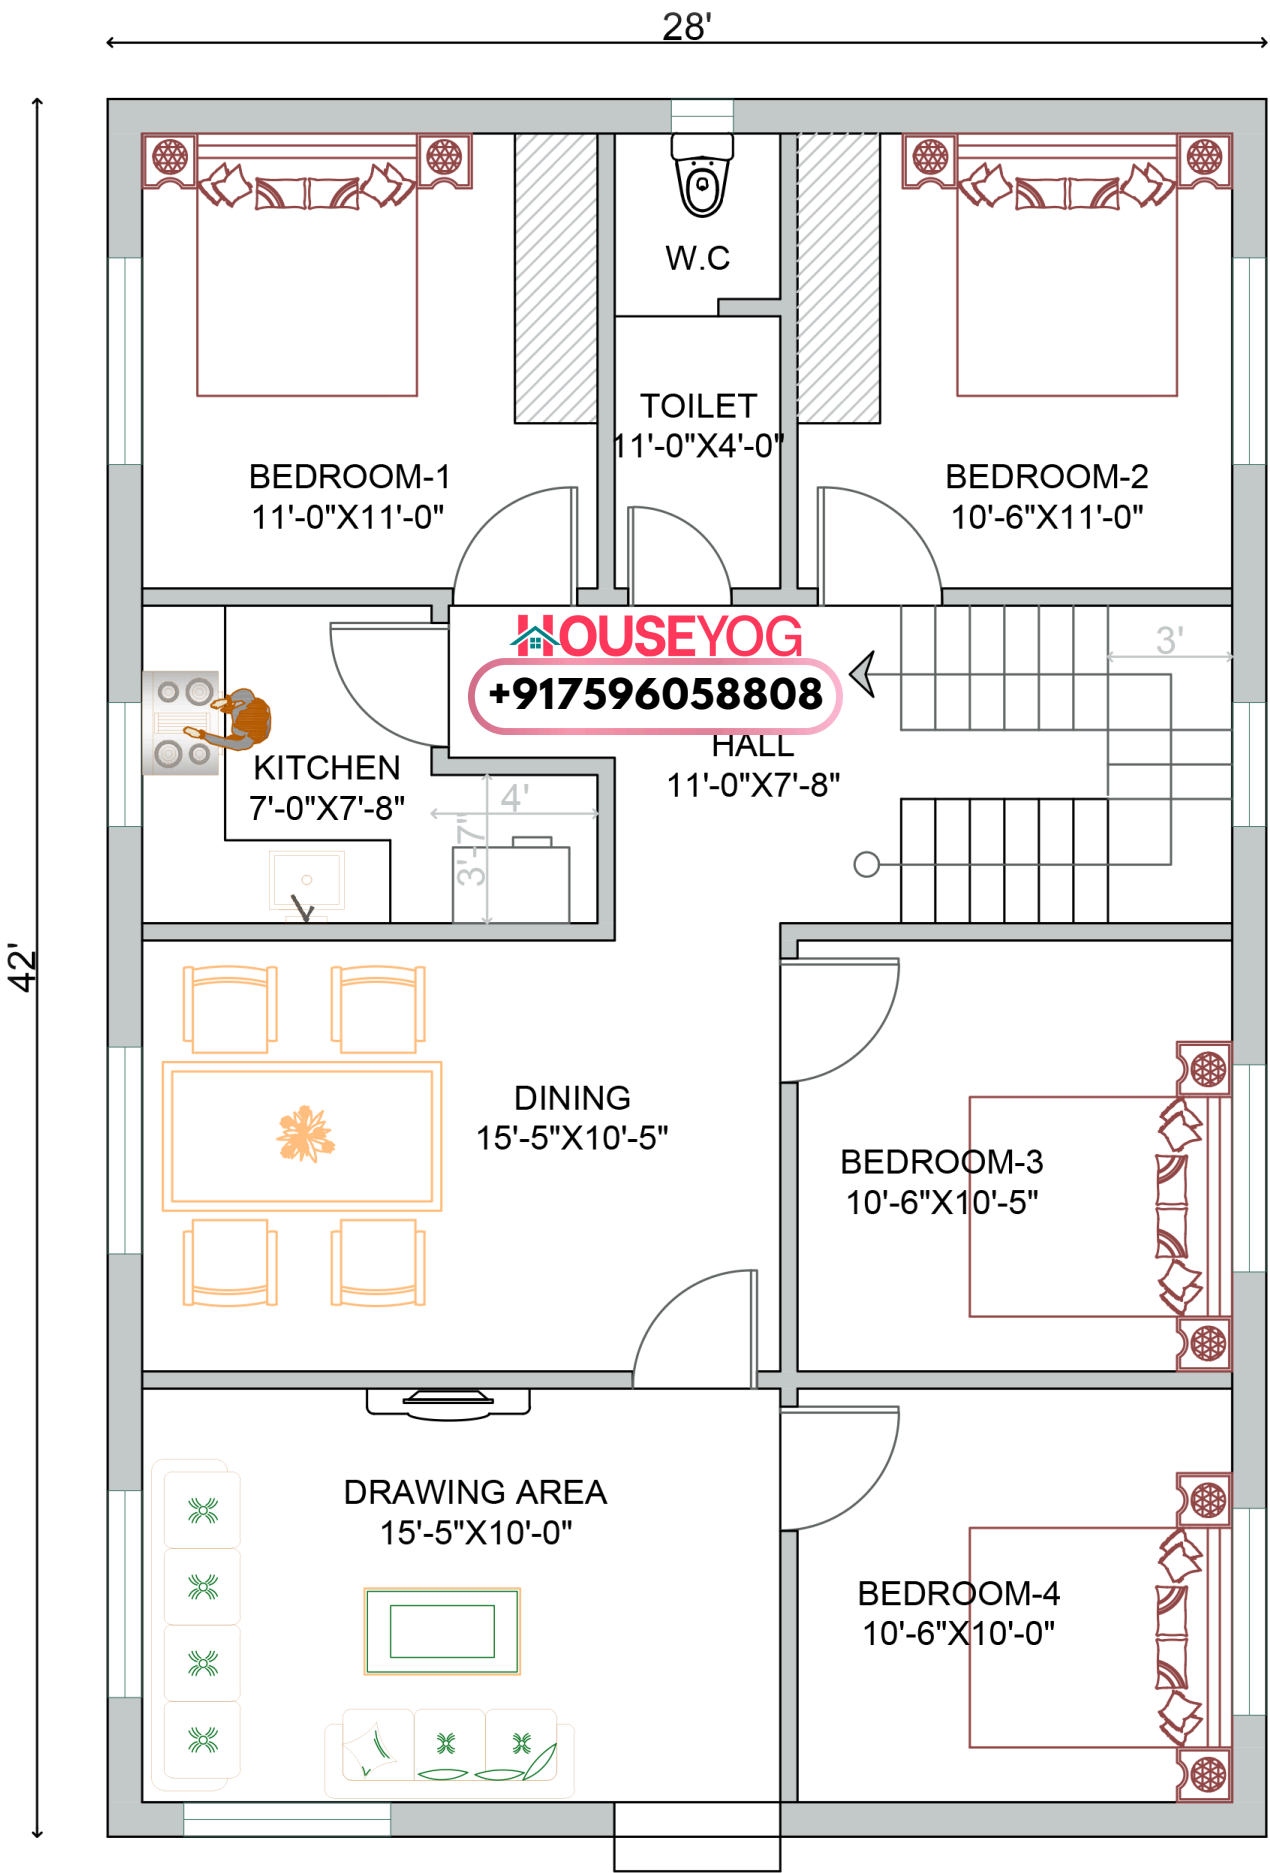 28'
42'
W.C
TOILET
11'-0"X4'-0"
BEDROOM-1
11'-0"X11'-0"
BEDROOM-2
10'-6"X11'-0"
HOUSEYOG
+917596058808
3'
HALL
11'-0"X7'-8"
KITCHEN
7'-0"X7'-8"
4'
3'-7"
DINING
15'-5"X10'-5"
BEDROOM-3
10'-6"X10'-5"
DRAWING AREA
15'-5"X10'-0"
BEDROOM-4
10'-6"X10'-0"